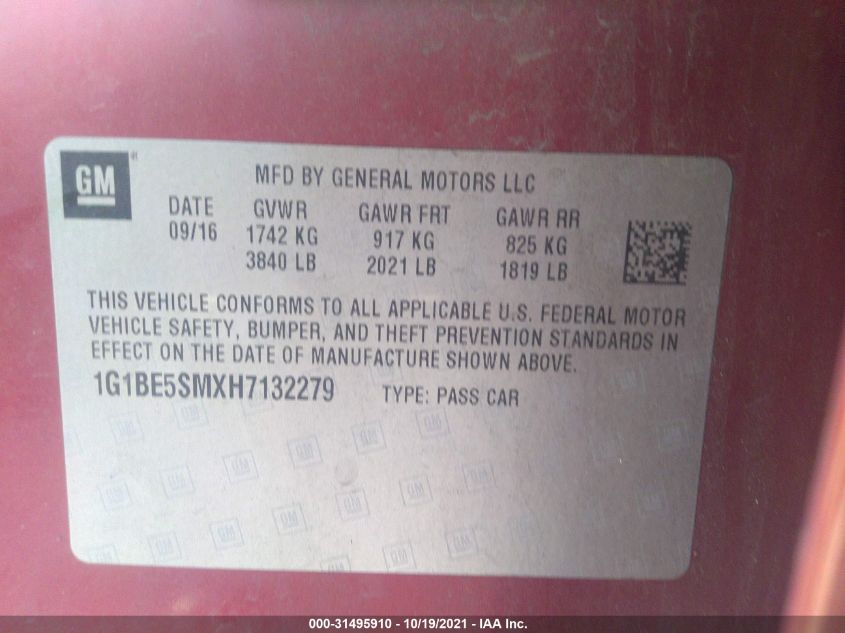 GM
MFD BY GENERAL MOTORS LLC
DATE GVWR GAWR FRT GAWR RR
09/16 1742 KG 917 KG 825 KG
3840 LB 2021 LB 1819 LB
THIS VEHICLE CONFORMS TO ALL APPLICABLE U.S. FEDERAL MOTOR
VEHICLE SAFETY, BUMPER, AND THEFT PREVENTION STANDARDS IN
EFFECT ON THE DATE OF MANUFACTURE SHOWN ABOVE.
1G1BE5SMXH7132279 TYPE: PASS CAR
000-31495910 - 10/19/2021 - IAA Inc.